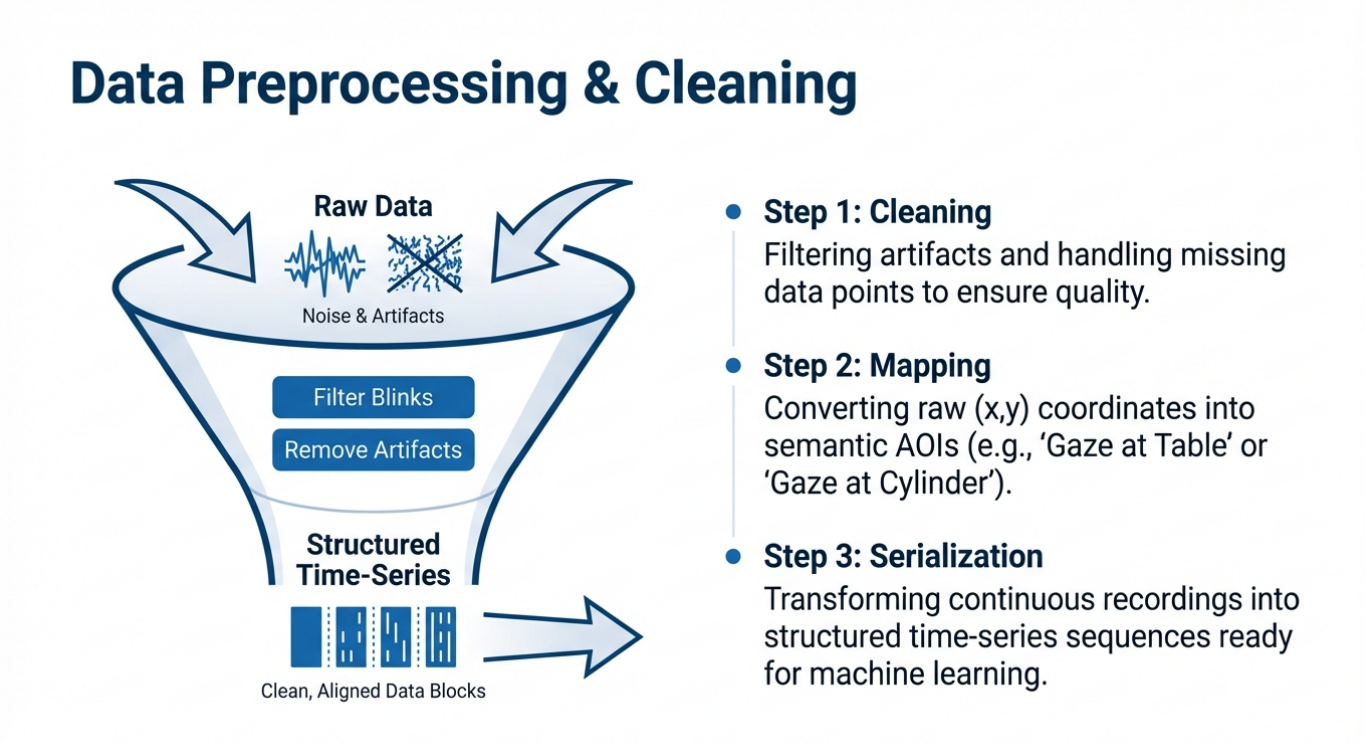 Data Preprocessing & Cleaning
Raw Data
Noise & Artifacts
Filter Blinks
Remove Artifacts
Structured
Time-Series
Clean, Aligned Data Blocks
Step 1: Cleaning
Filtering artifacts and handling missing
data points to ensure quality.
Step 2: Mapping
Converting raw (x,y) coordinates into
semantic AOIs (e.g., ‘Gaze at Table’ or
‘Gaze at Cylinder’).
Step 3: Serialization
Transforming continuous recordings into
structured time-series sequences ready
for machine learning.